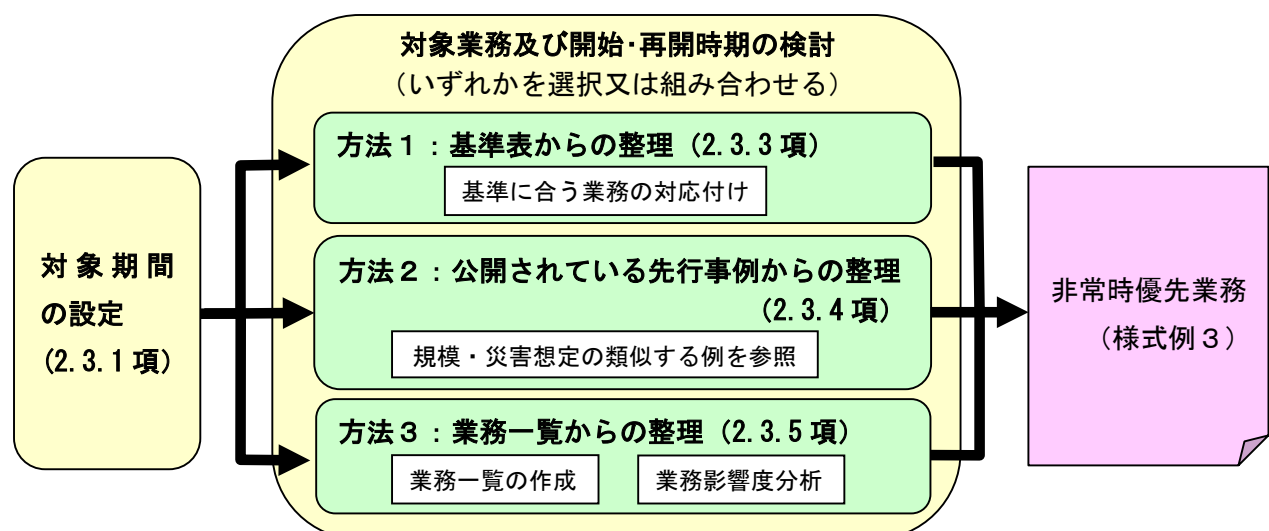 対象業務及び開始・再開時期の検討
（いずれかを選択又は組み合わせる）
対象期間
の設定
(2.3.1項)
方法１：基準表からの整理（2.3.3項）
基準に合う業務の対応付け
方法２：公開されている先行事例からの整理
（2.3.4項）
規模・災害想定の類似する例を参照
方法３：業務一覧からの整理（2.3.5項）
業務一覧の作成
業務影響度分析
非常時優先業務
（様式例３）